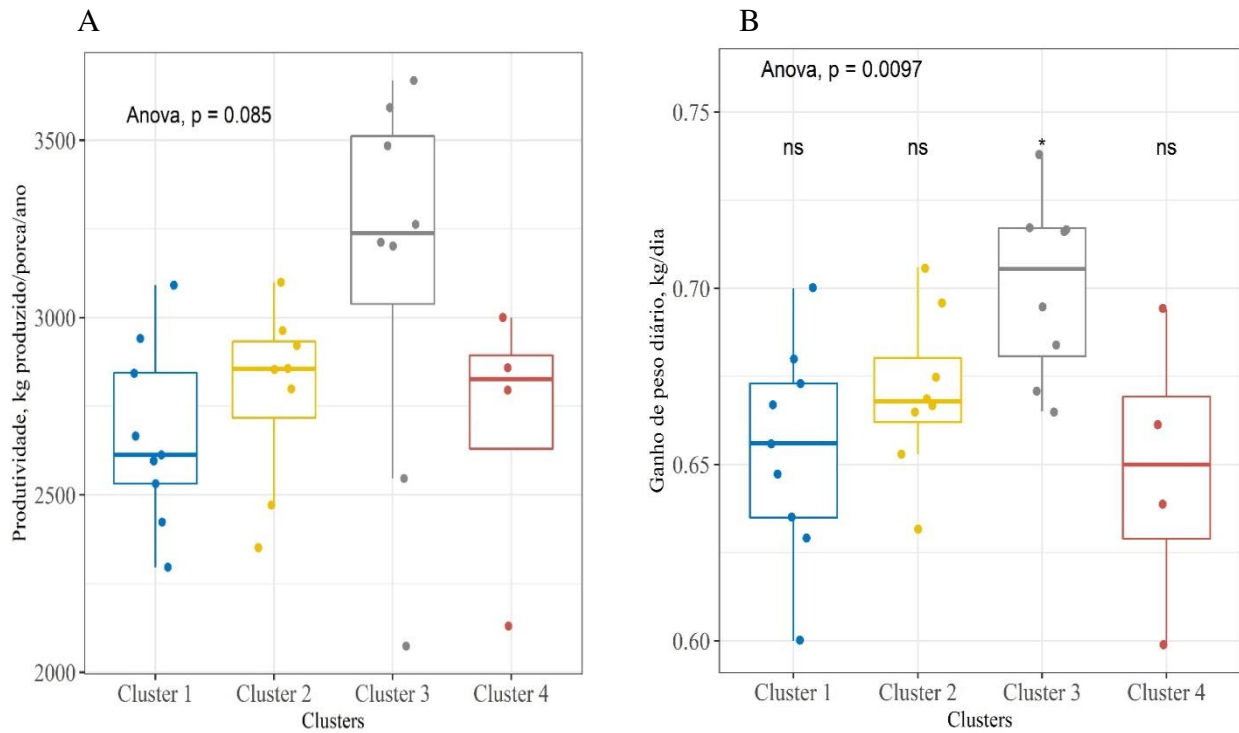 A
Anova, p = 0.085
Produtividade, kg produzido/porca/ano
3500
3000
2500
2000
Cluster 1 Cluster 2 Cluster 3 Cluster 4
Clusters
B
Anova, p = 0.0097
ns ns * ns
Ganho de peso diário, kg/dia
0.75
0.70
0.65
0.60
Cluster 1 Cluster 2 Cluster 3 Cluster 4
Clusters